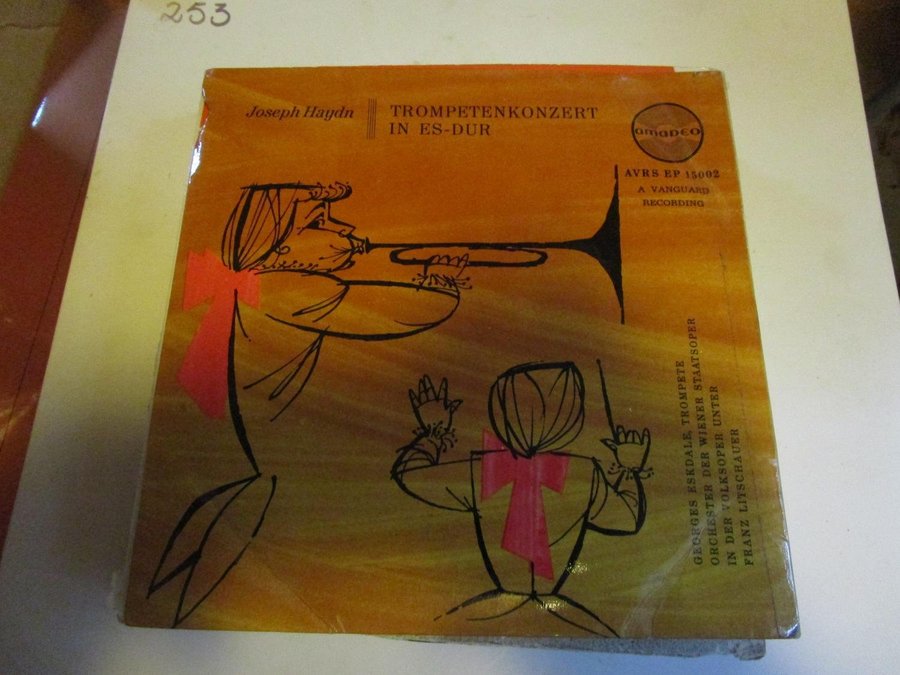 253
Joseph Haydn
TROMPETENKONZERT
IN ES-DUR
amaDEO
AVRS EP 15002
A VANGUARD
RECORDING
GEORGES ESKDALE, TROMPETE
ORCHESTER DER WIENER STAATSOPER
IN DER VOLKSOPER UNTER
FRANZ LITSCHAUER